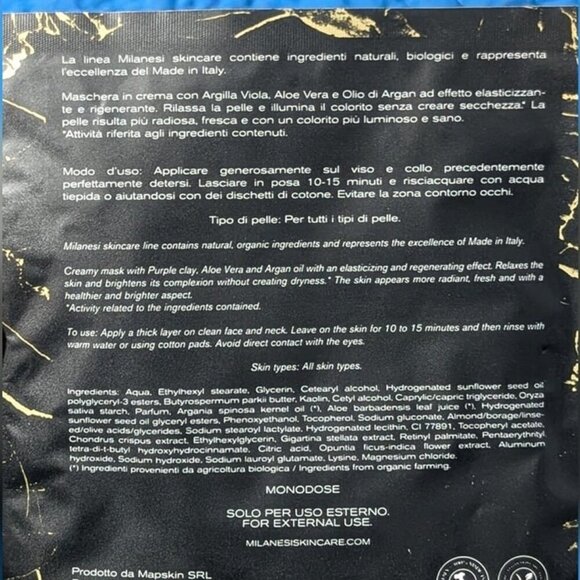 La linea Milanesi skincare contiene ingredienti naturali, biologici e rappresenta
l'eccellenza del Made in Italy.
Maschera in crema con Argilla Viola, Aloe Vera e Olio di Argan ad effetto elasticizzan-
te e rigenerante. Rilassa la pelle e illumina il colorito senza creare secchezza.* La
pelle risulta più radiosa, fresca e con un colorito più luminoso e sano.
*Attività riferita agli ingredienti contenuti.
Modo d'uso: Applicare generosamente sul viso e collo precedentemente
perfettamente detersi. Lasciare in posa 10-15 minuti e risciacquare con acqua
tiepida o aiutandosi con dei dischetti di cotone. Evitare la zona contorno occhi.
Tipo di pelle: Per tutti i tipi di pelle.
Milanesi skincare line contains natural, organic ingredients and represents the excellence of Made in Italy.
Creamy mask with Purple clay, Aloe Vera and Argan oil with an elasticizing and regenerating effect. Relaxes the
skin and brightens its complexion without creating dryness.* The skin appears more radiant, fresh and with a
healthier and brighter aspect.
*Activity related to the ingredients contained.
To use: Apply a thick layer on clean face and neck. Leave on the skin for 10 to 15 minutes and then rinse with
warm water or using cotton pads. Avoid direct contact with the eyes.
Skin types: All skin types.
Ingredients: Aqua, Ethylhexyl stearate, Glycerin, Cetearyl alcohol, Hydrogenated sunflower seed oil
polyglyceryl-3 esters, Butyrospermum parkii butter, Kaolin, Cetyl alcohol, Caprylic/capric triglyceride, Oryza
sativa starch, Parfum, Argania spinosa kernel oil (*), Aloe barbadensis leaf juice (*), Hydrogenated
sunflower seed oil glyceryl esters, Phenoxyethanol, Tocopherol, Sodium gluconate, Almond/borage/linse-
ed/olive acids/glycerides, Sodium stearoyl lactylate, Hydrogenated lecithin, CI 77891, Tocopheryl acetate,
Chondrus crispus extract, Ethylhexylglycerin, Gigartina stellata extract, Retinyl palmitate, Pentaerythrityl
tetra-di-t-butyl hydroxyhydrocinnamate, Citric acid, Opuntia ficus-indica flower extract, Aluminum
hydroxide, Sodium hydroxide, Sodium lauroyl glutamate, Lysine, Magnesium chloride.
(*) Ingredienti provenienti da agricoltura biologica / Ingredients from organic farming.
MONODOSE
SOLO PER USO ESTERNO.
FOR EXTERNAL USE.
MILANESISKINCARE.COM
Prodotto da Mapskin SRL